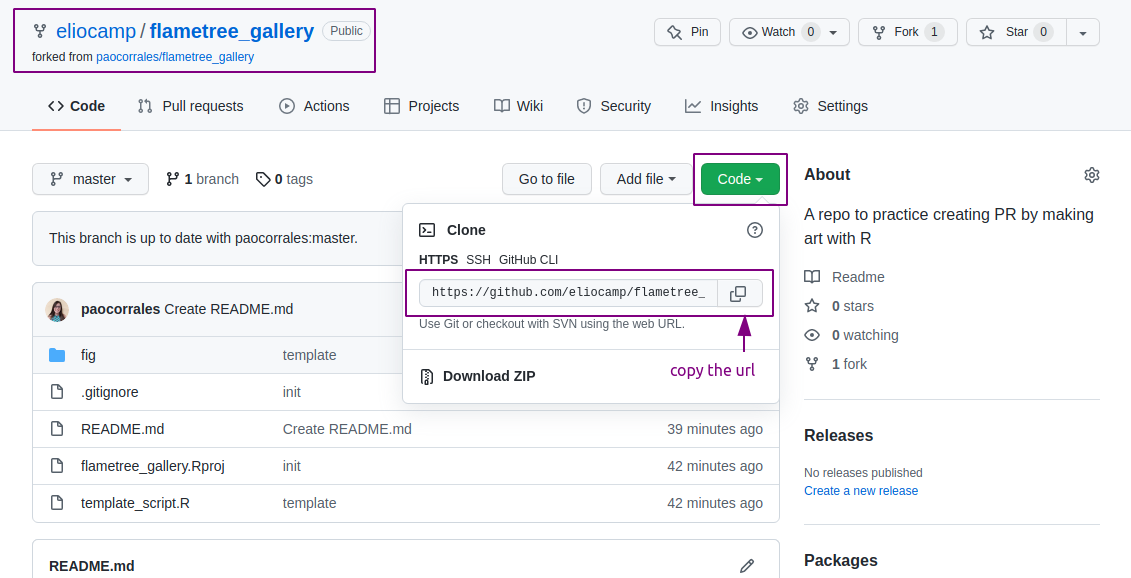 eliocamp / flametree_gallery Public
forked from paocorrales/flametree_gallery
Pin Watch 0 Fork 1 Star 0
Code Pull requests Actions Projects Wiki Security Insights Settings
master 1 branch 0 tags Go to file Add file Code
This branch is up to date with paocorrales:master.
Clone
HTTPS SSH GitHub CLI
https://github.com/eliocamp/flametree_
Use Git or checkout with SVN using the web URL.
copy the url
Download ZIP
paocorrales Create README.md
fig template
.gitignore init
README.md Create README.md 39 minutes ago
flametree_gallery.Rproj init 42 minutes ago
template_script.R template 42 minutes ago
README.md
About
A repo to practice creating PR by making
art with R
Readme
0 stars
0 watching
1 fork
Releases
No releases published
Create a new release
Packages